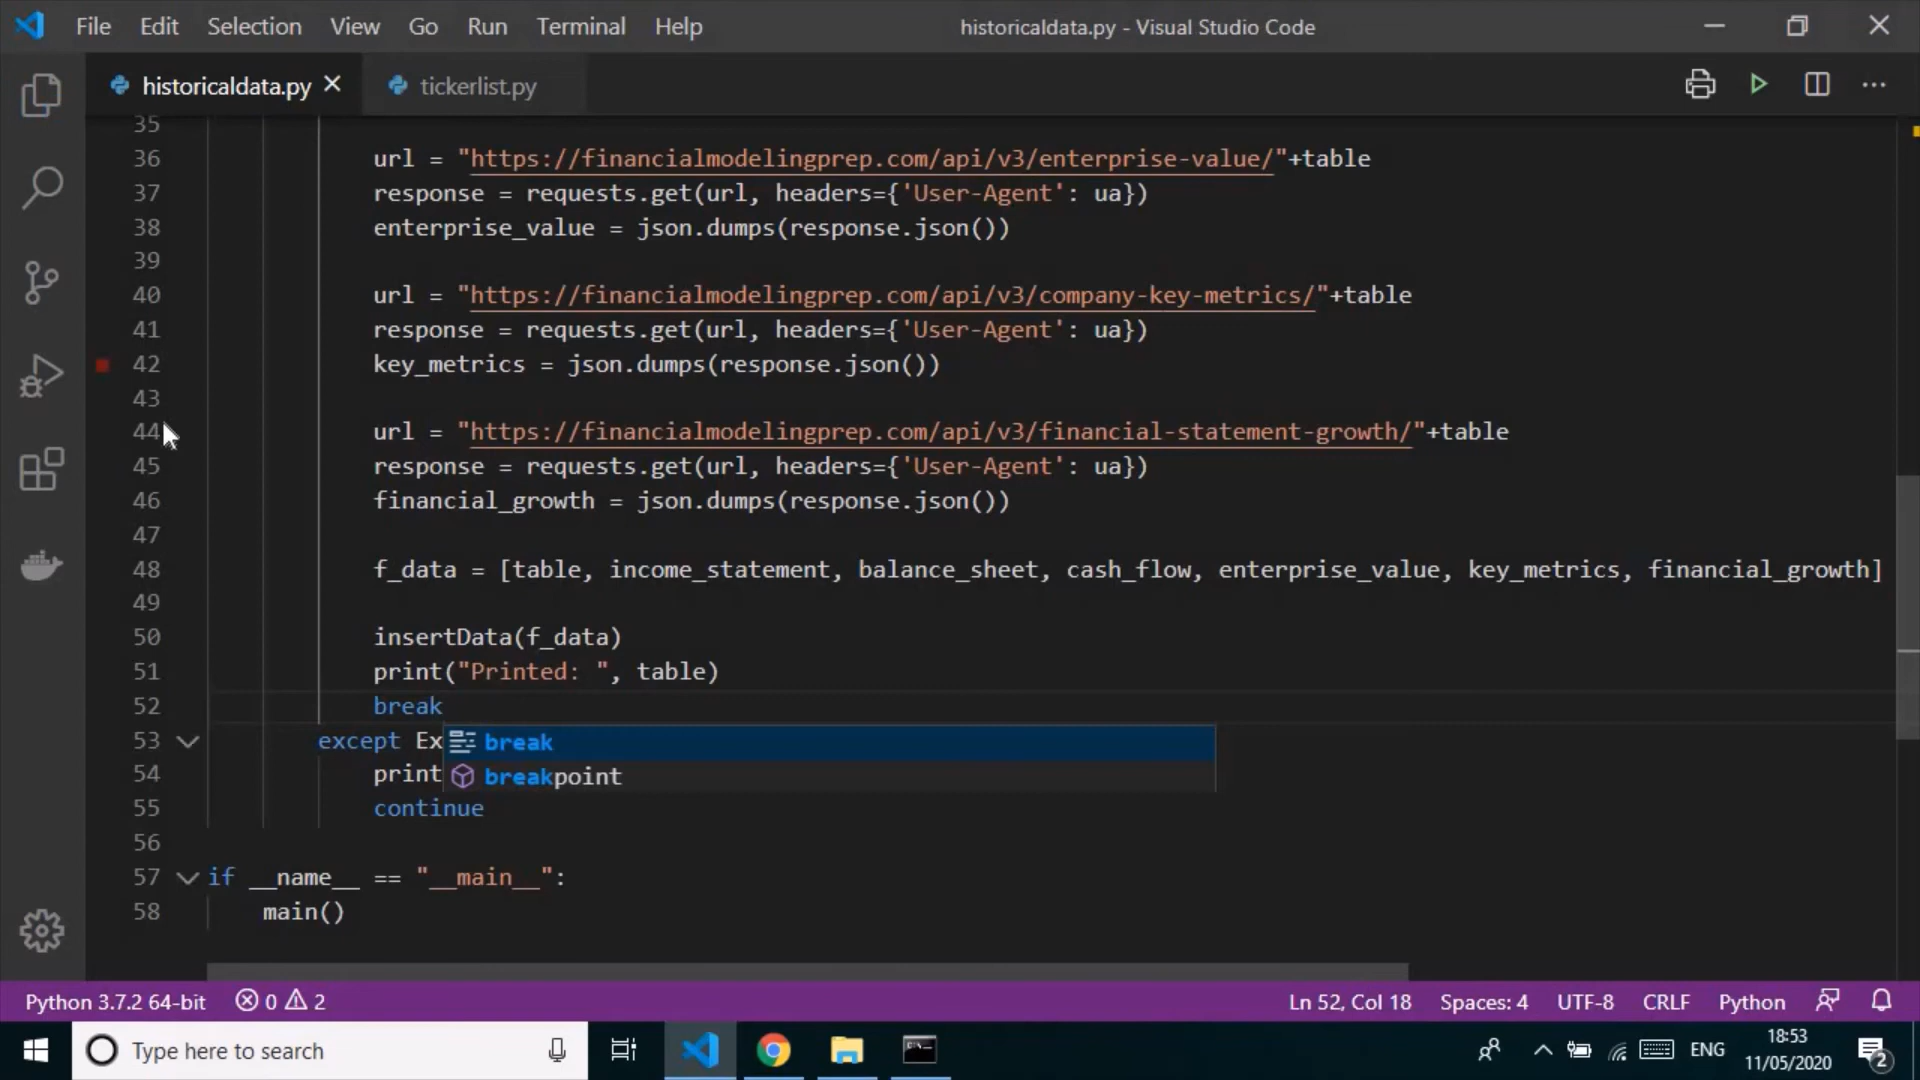 File Edit Selection View Go Run Terminal Help historicaldata.py - Visual Studio Code
historicaldata.py tickerlist.py
35
36 url = "https://financialmodelingprep.com/api/v3/enterprise-value/"+table
37 response = requests.get(url, headers={'User-Agent': ua})
38 enterprise_value = json.dumps(response.json())
39
40 url = "https://financialmodelingprep.com/api/v3/company-key-metrics/"+table
41 response = requests.get(url, headers={'User-Agent': ua})
42 key_metrics = json.dumps(response.json())
43
44 url = "https://financialmodelingprep.com/api/v3/financial-statement-growth/"+table
45 response = requests.get(url, headers={'User-Agent': ua})
46 financial_growth = json.dumps(response.json())
47
48 f_data = [table, income_statement, balance_sheet, cash_flow, enterprise_value, key_metrics, financial_growth]
49
50 insertData(f_data)
51 print("Printed: ", table)
52 break
53 except Ex break
54 print breakpoint
55 continue
56
57 if __name__ == "__main__":
58 main()
Python 3.7.2 64-bit 0 2 Ln 52, Col 18 Spaces: 4 UTF-8 CRLF Python
Type here to search ENG 18:53
11/05/2020 2